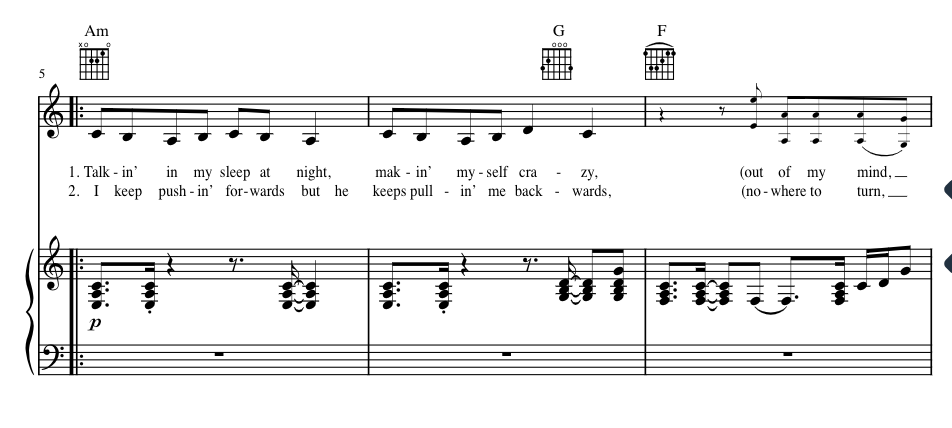 Am G F
5
1. Talk - in' in my sleep at night, mak - in' my - self cra - zy, (out of my mind,
2. I keep push - in' for - wards but he keeps pull - in' me back - wards, (no - where to turn,
p